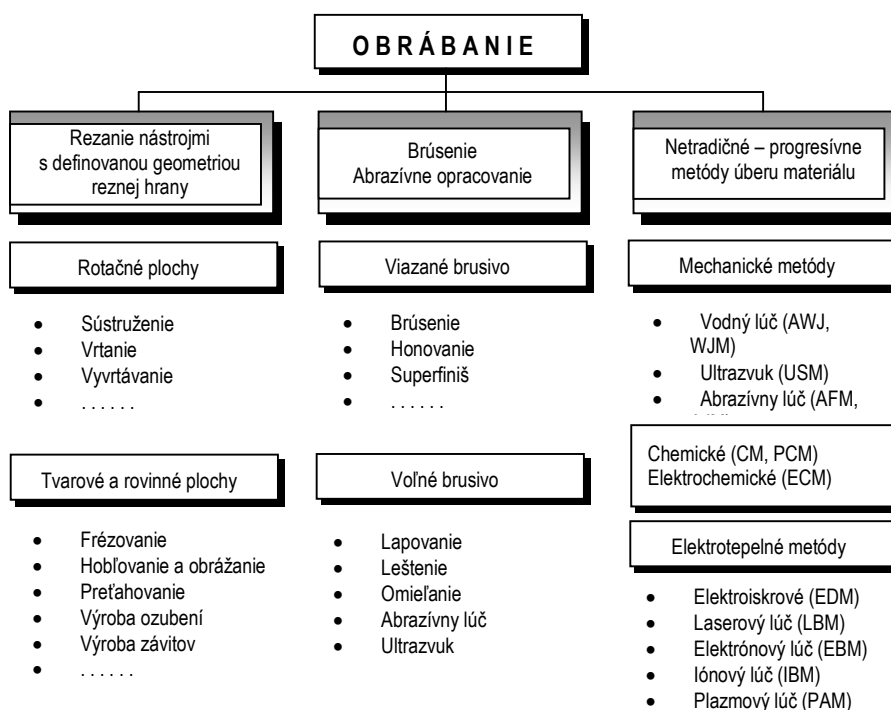 OBRÁBANIE
Rezanie nástrojmi
s definovanou geometriou
reznej hrany
Rotačné plochy
• Sústruženie
• Vrtanie
• Vyvrtávanie
• . . . . . .
Tvarové a rovinné plochy
• Frézovanie
• Hobľovanie a obrážanie
• Preťahovanie
• Výroba ozubení
• Výroba závitov
• . . . . . .
Brúsenie
Abrazívne opracovanie
Viazané brusivo
• Brúsenie
• Honovanie
• Superfiniš
• . . . . . .
Voľné brusivo
• Lapovanie
• Leštenie
• Omieľanie
• Abrazívny lúč
• Ultrazvuk
Netradičné – progresívne
metódy úberu materiálu
Mechanické metódy
• Vodný lúč (AWJ,
WJM)
• Ultrazvuk (USM)
• Abrazívny lúč (AFM,
Chemické (CM, PCM)
Elektrochemické (ECM)
Elektrotepelné metódy
• Elektroiskrové (EDM)
• Laserový lúč (LBM)
• Elektrónový lúč (EBM)
• Iónový lúč (IBM)
• Plazmový lúč (PAM)